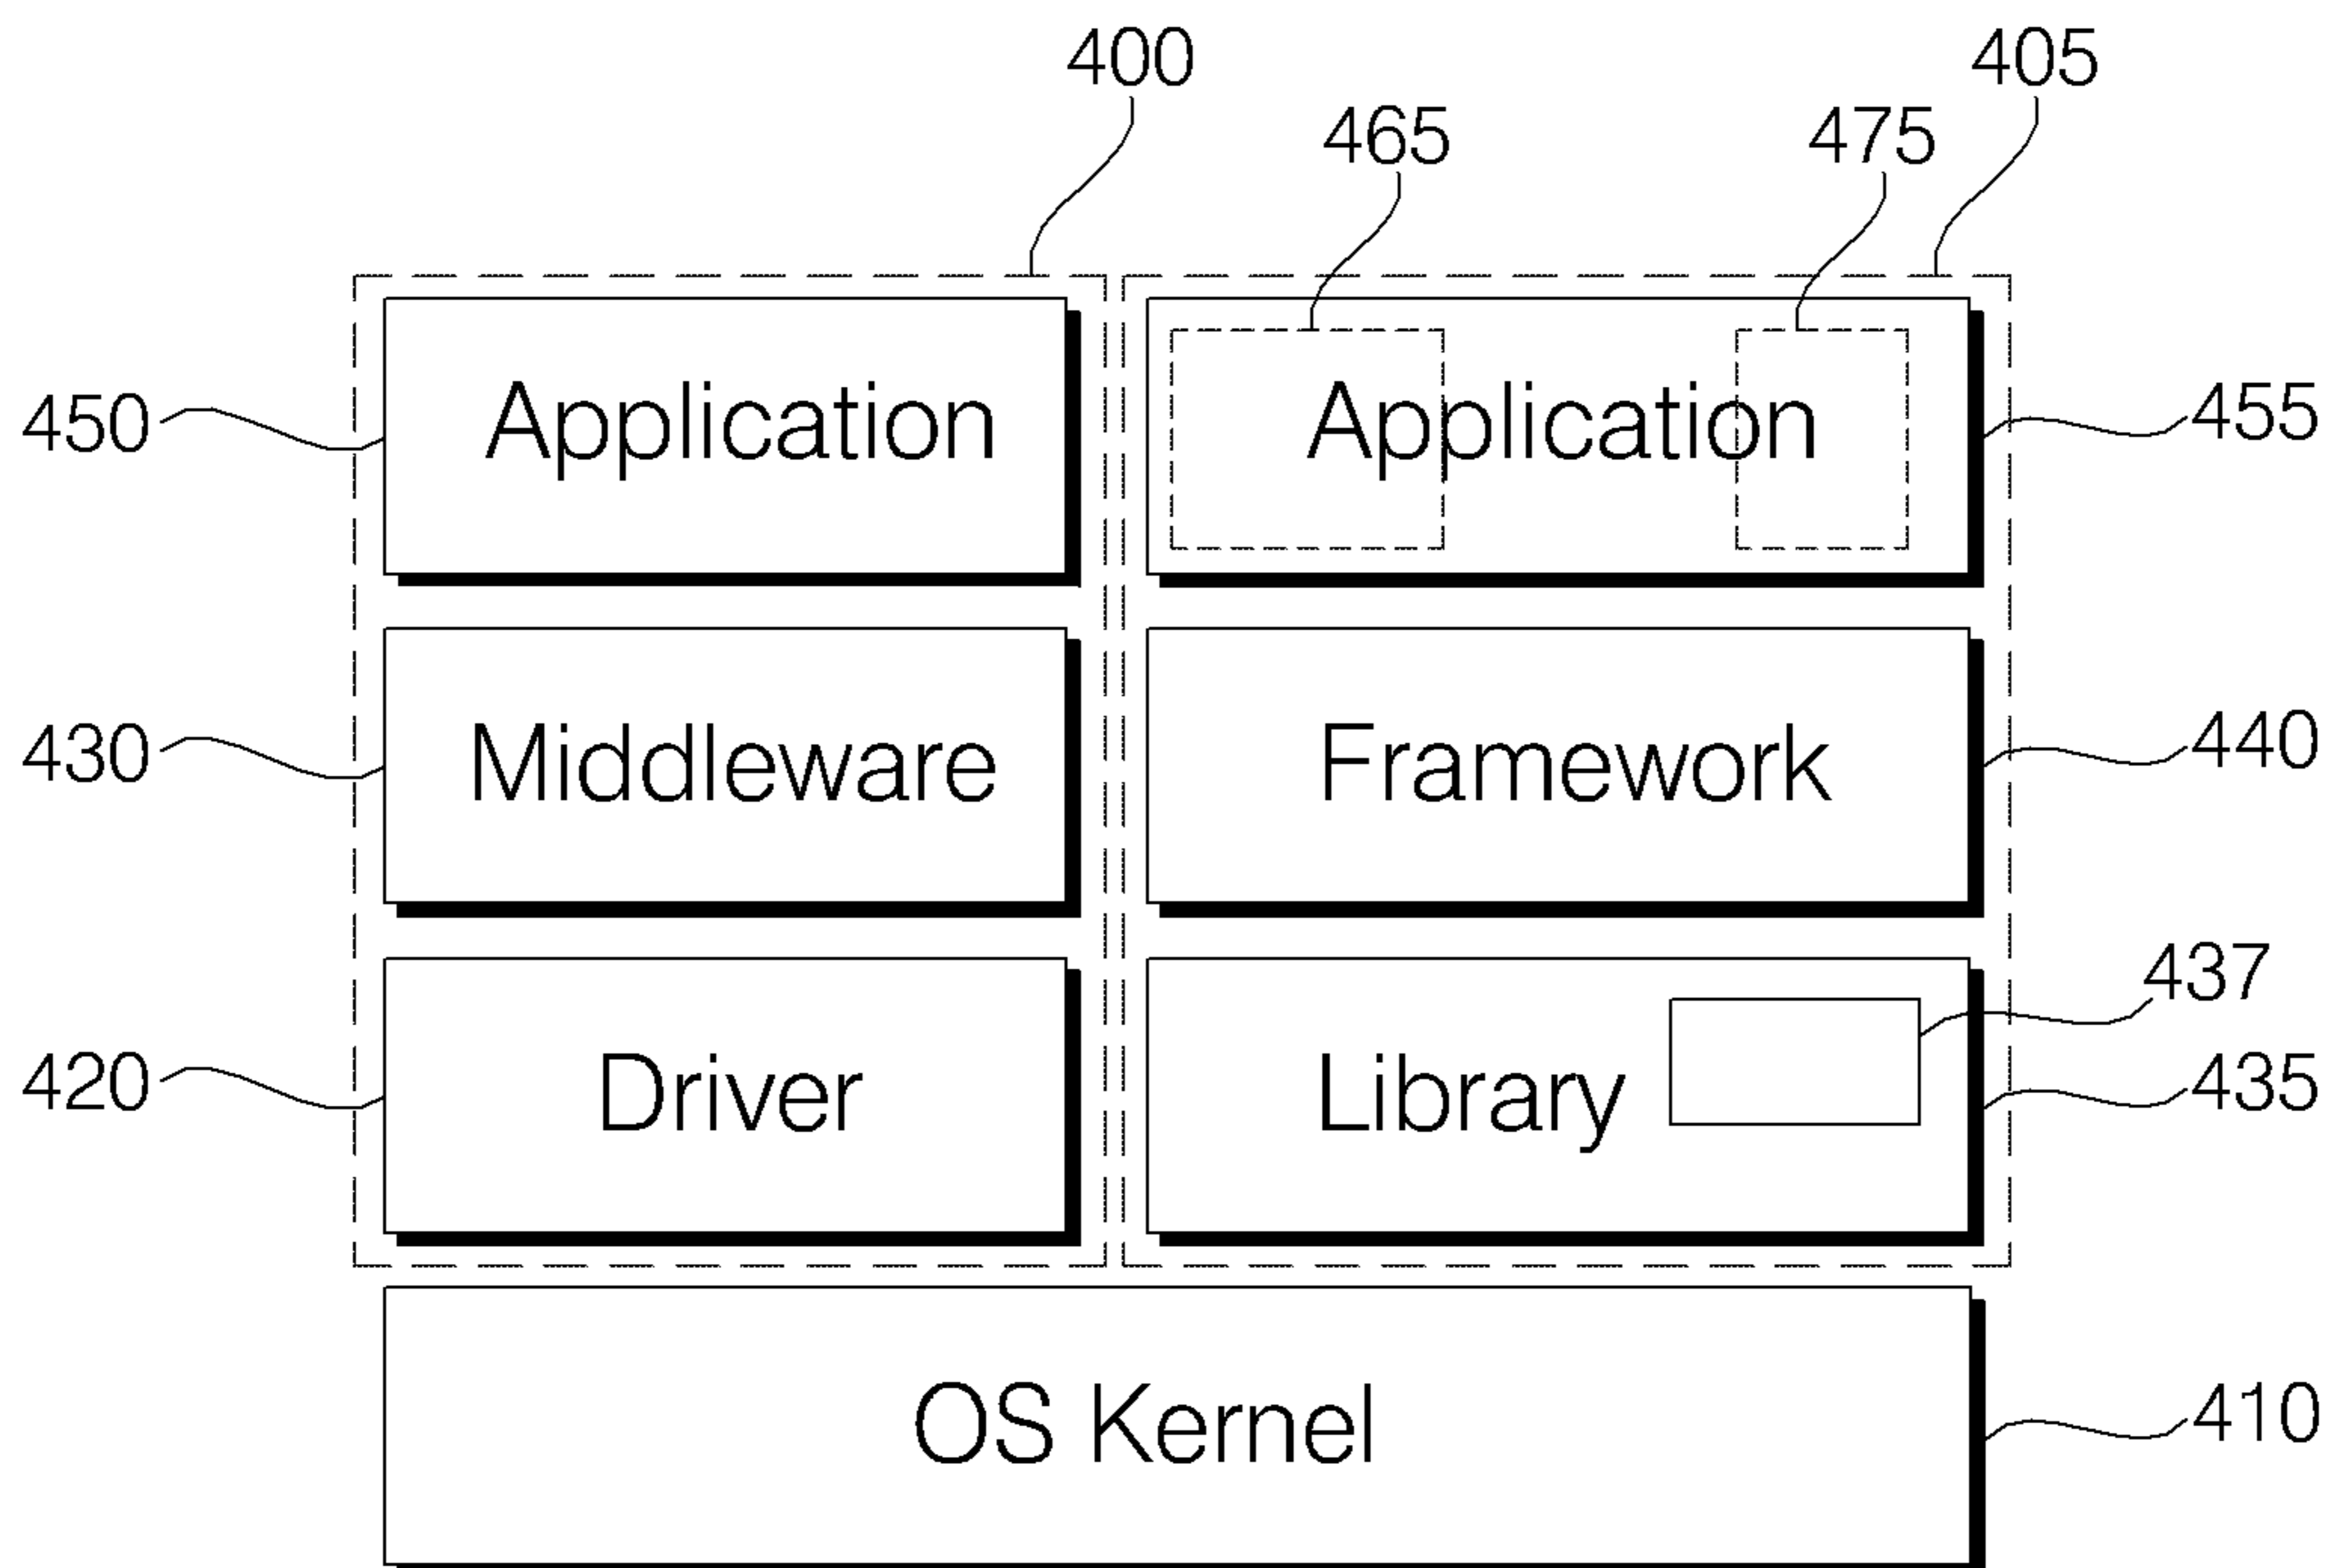 400 405
465 475
450 Application Application 455
430 Middleware Framework 440
437
420 Driver Library 435
OS Kernel 410